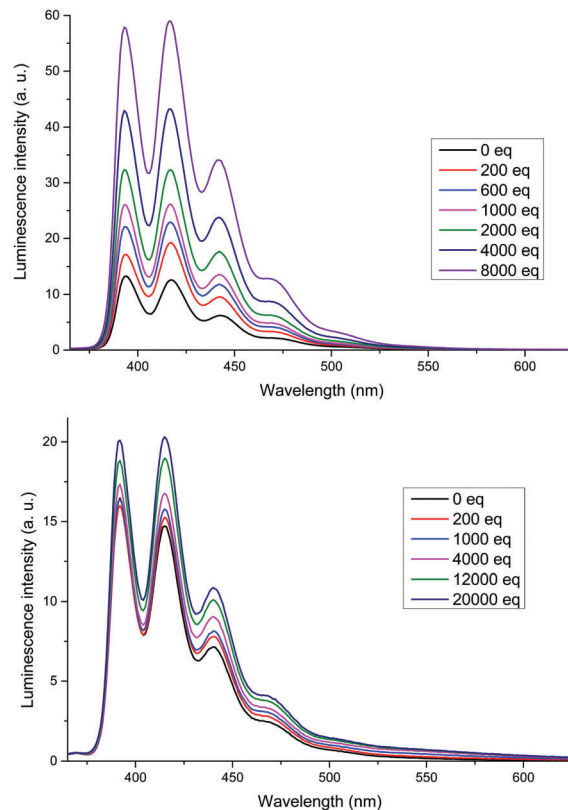 Luminescence intensity (a. u.)
60
50
40
30
20
10
0
0 eq
200 eq
600 eq
1000 eq
2000 eq
4000 eq
8000 eq
400
450
500
550
600
Wavelength (nm)
Luminescence intensity (a. u.)
20
15
10
5
0
0 eq
200 eq
1000 eq
4000 eq
12000 eq
20000 eq
400
450
500
550
600
Wavelength (nm)